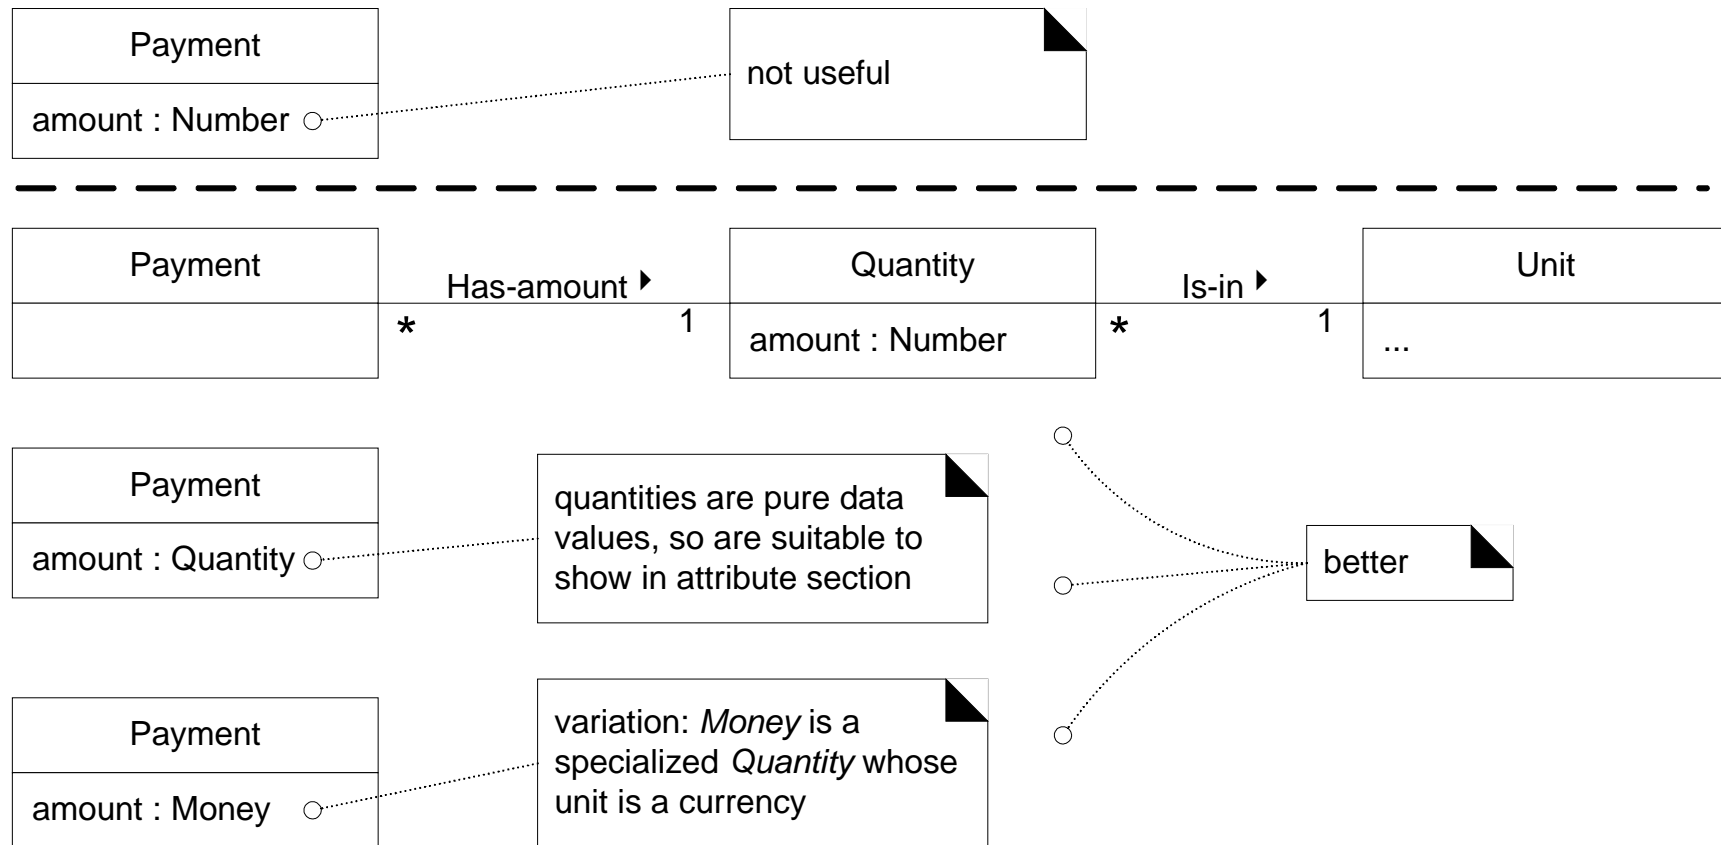 Payment
not useful
amount : Number
Payment
Has-amount
Quantity
Is-in
Unit
*
1
amount : Number
*
1
...
Payment
amount : Quantity
quantities are pure data
values, so are suitable to
show in attribute section
better
Payment
amount : Money
variation: Money is a
specialized Quantity whose
unit is a currency